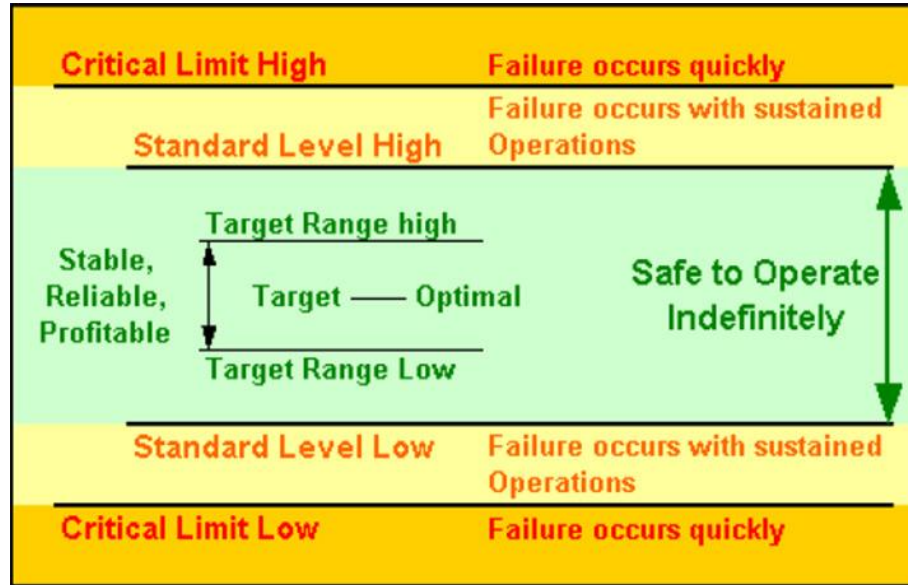 Critical Limit High Failure occurs quickly
Failure occurs with sustained
Standard Level High Operations
Target Range high
Stable,
Reliable,
Profitable
Target Optimal
Target Range Low
Safe to Operate
Indefinitely
Standard Level Low Failure occurs with sustained
Operations
Critical Limit Low Failure occurs quickly